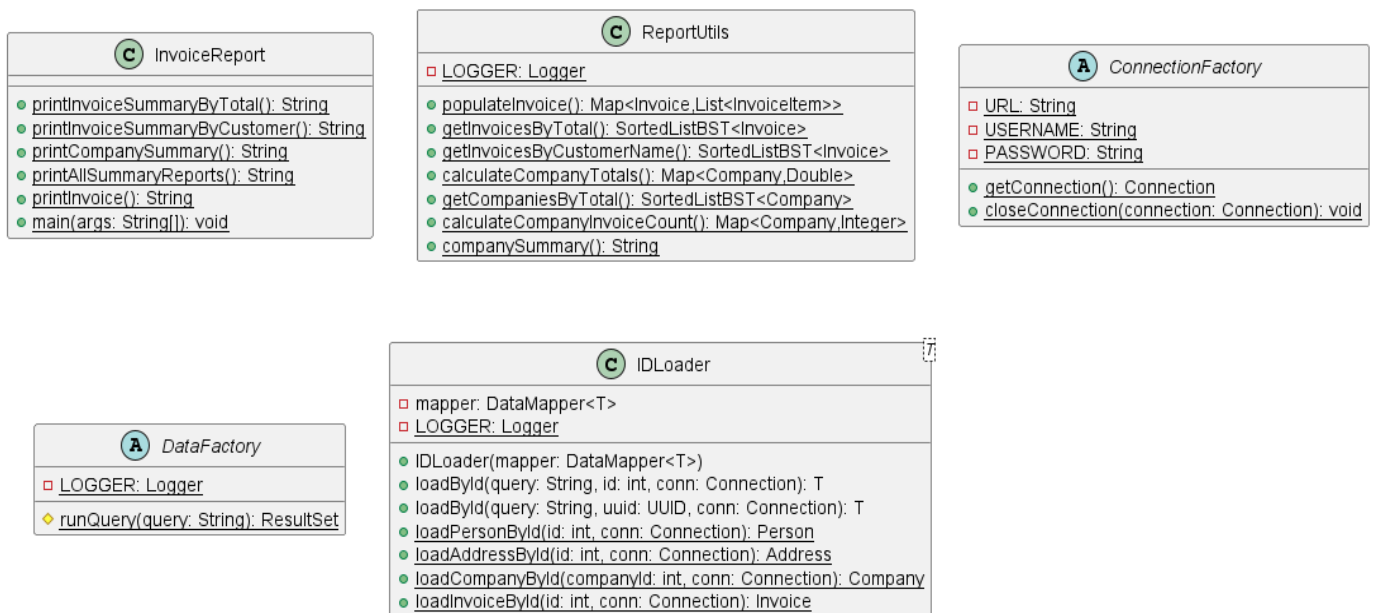 C InvoiceReport
printInvoiceSummaryByTotal(): String
printInvoiceSummaryByCustomer(): String
printCompanySummary(): String
printAllSummaryReports(): String
printInvoice(): String
main(args: String[]): void
C ReportUtils
LOGGER: Logger
populateInvoice(): Map<Invoice,List<InvoiceItem>>
getInvoicesByTotal(): SortedListBST<Invoice>
getInvoicesByCustomerName(): SortedListBST<Invoice>
calculateCompanyTotals(): Map<Company,Double>
getCompaniesByTotal(): SortedListBST<Company>
calculateCompanyInvoiceCount(): Map<Company,Integer>
companySummary(): String
A ConnectionFactory
URL: String
USERNAME: String
PASSWORD: String
getConnection(): Connection
closeConnection(connection: Connection): void
A DataFactory
LOGGER: Logger
runQuery(query: String): ResultSet
C IDLoader
T
mapper: DataMapper<T>
LOGGER: Logger
IDLoader(mapper: DataMapper<T>)
loadById(query: String, id: int, conn: Connection): T
loadById(query: String, uuid: UUID, conn: Connection): T
loadPersonById(id: int, conn: Connection): Person
loadAddressById(id: int, conn: Connection): Address
loadCompanyById(companyId: int, conn: Connection): Company
loadInvoiceById(id: int, conn: Connection): Invoice